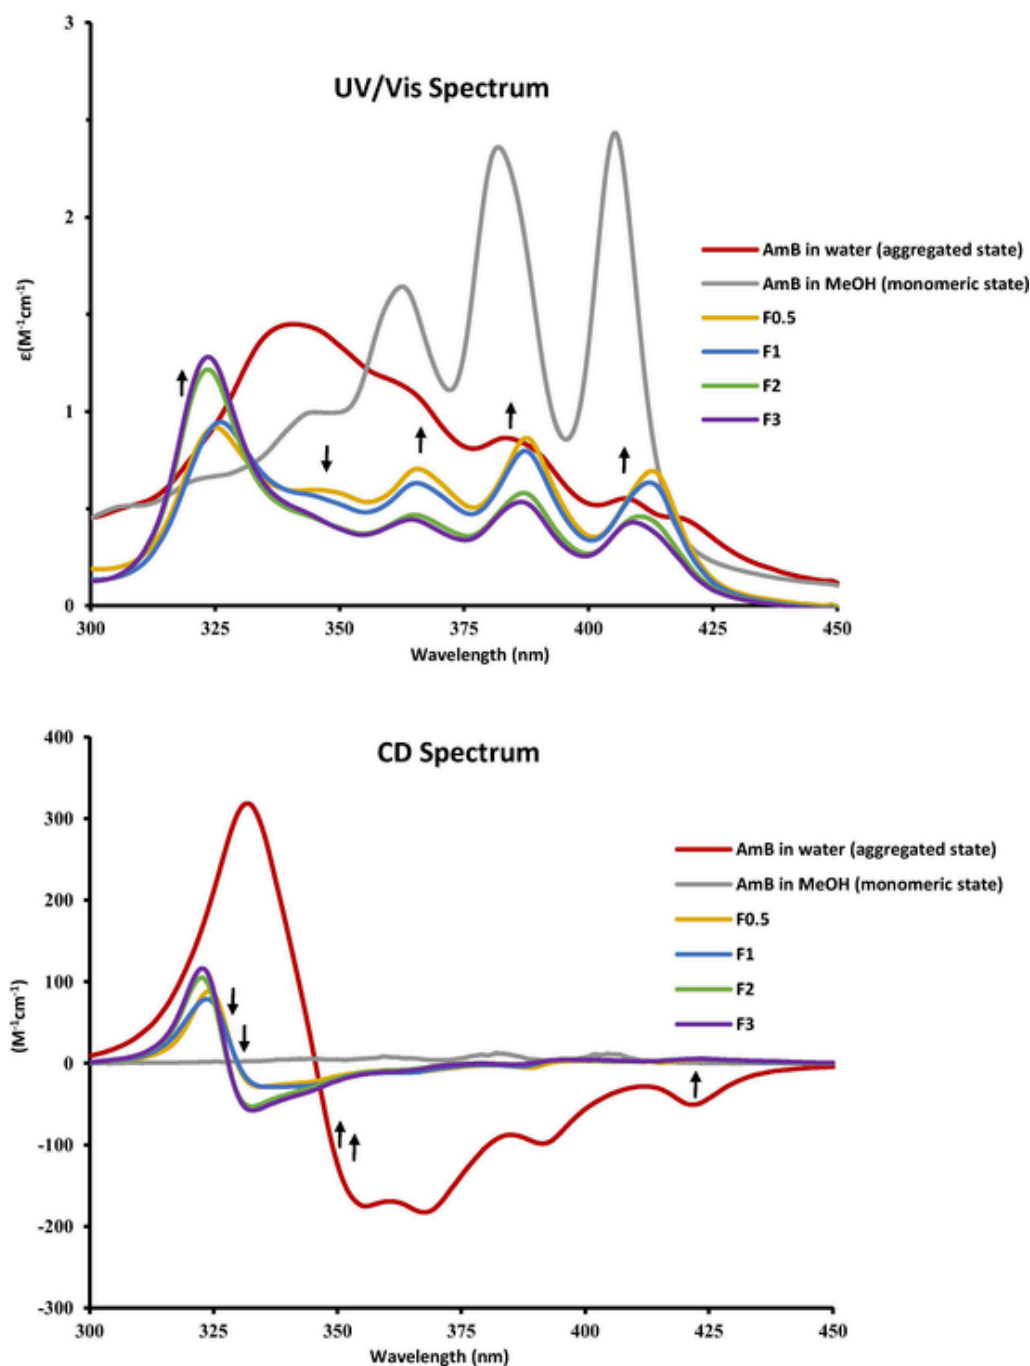 UV/Vis Spectrum
3
2
1
0
ε(M⁻¹cm⁻¹)
300 325 350 375 400 425 450
Wavelength (nm)
AmB in water (aggregated state)
AmB in MeOH (monomeric state)
F0.5
F1
F2
F3
CD Spectrum
400
300
200
100
0
-100
-200
-300
(M⁻¹cm⁻¹)
300 325 350 375 400 425 450
Wavelength (nm)
AmB in water (aggregated state)
AmB in MeOH (monomeric state)
F0.5
F1
F2
F3